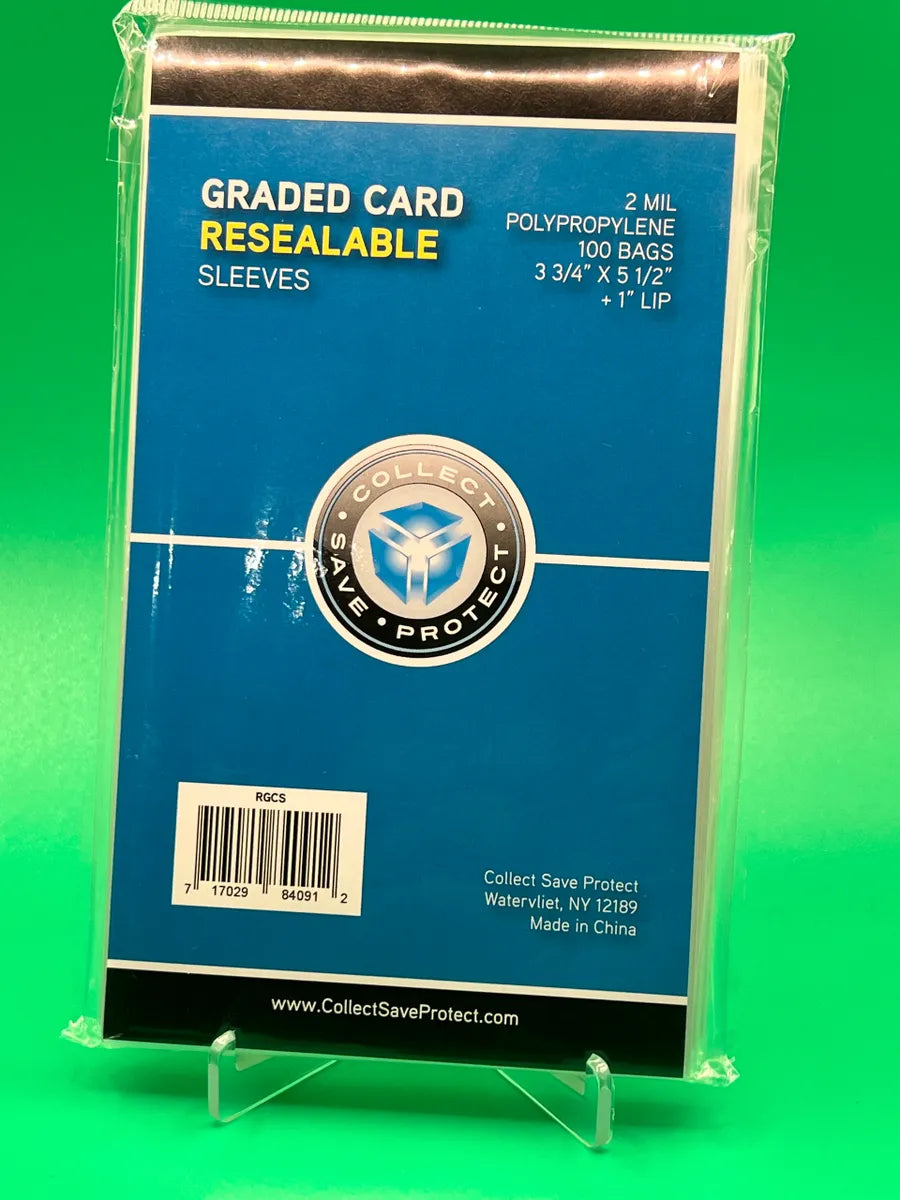 GRADED CARD
RESEALABLE
SLEEVES
2 MIL
POLYPROPYLENE
100 BAGS
3 3/4” X 5 1/2”
+ 1” LIP
COLLECT • SAVE • PROTECT •
RGCS
7 17029 84091 2
Collect Save Protect
Watervliet, NY 12189
Made in China
www.CollectSaveProtect.com